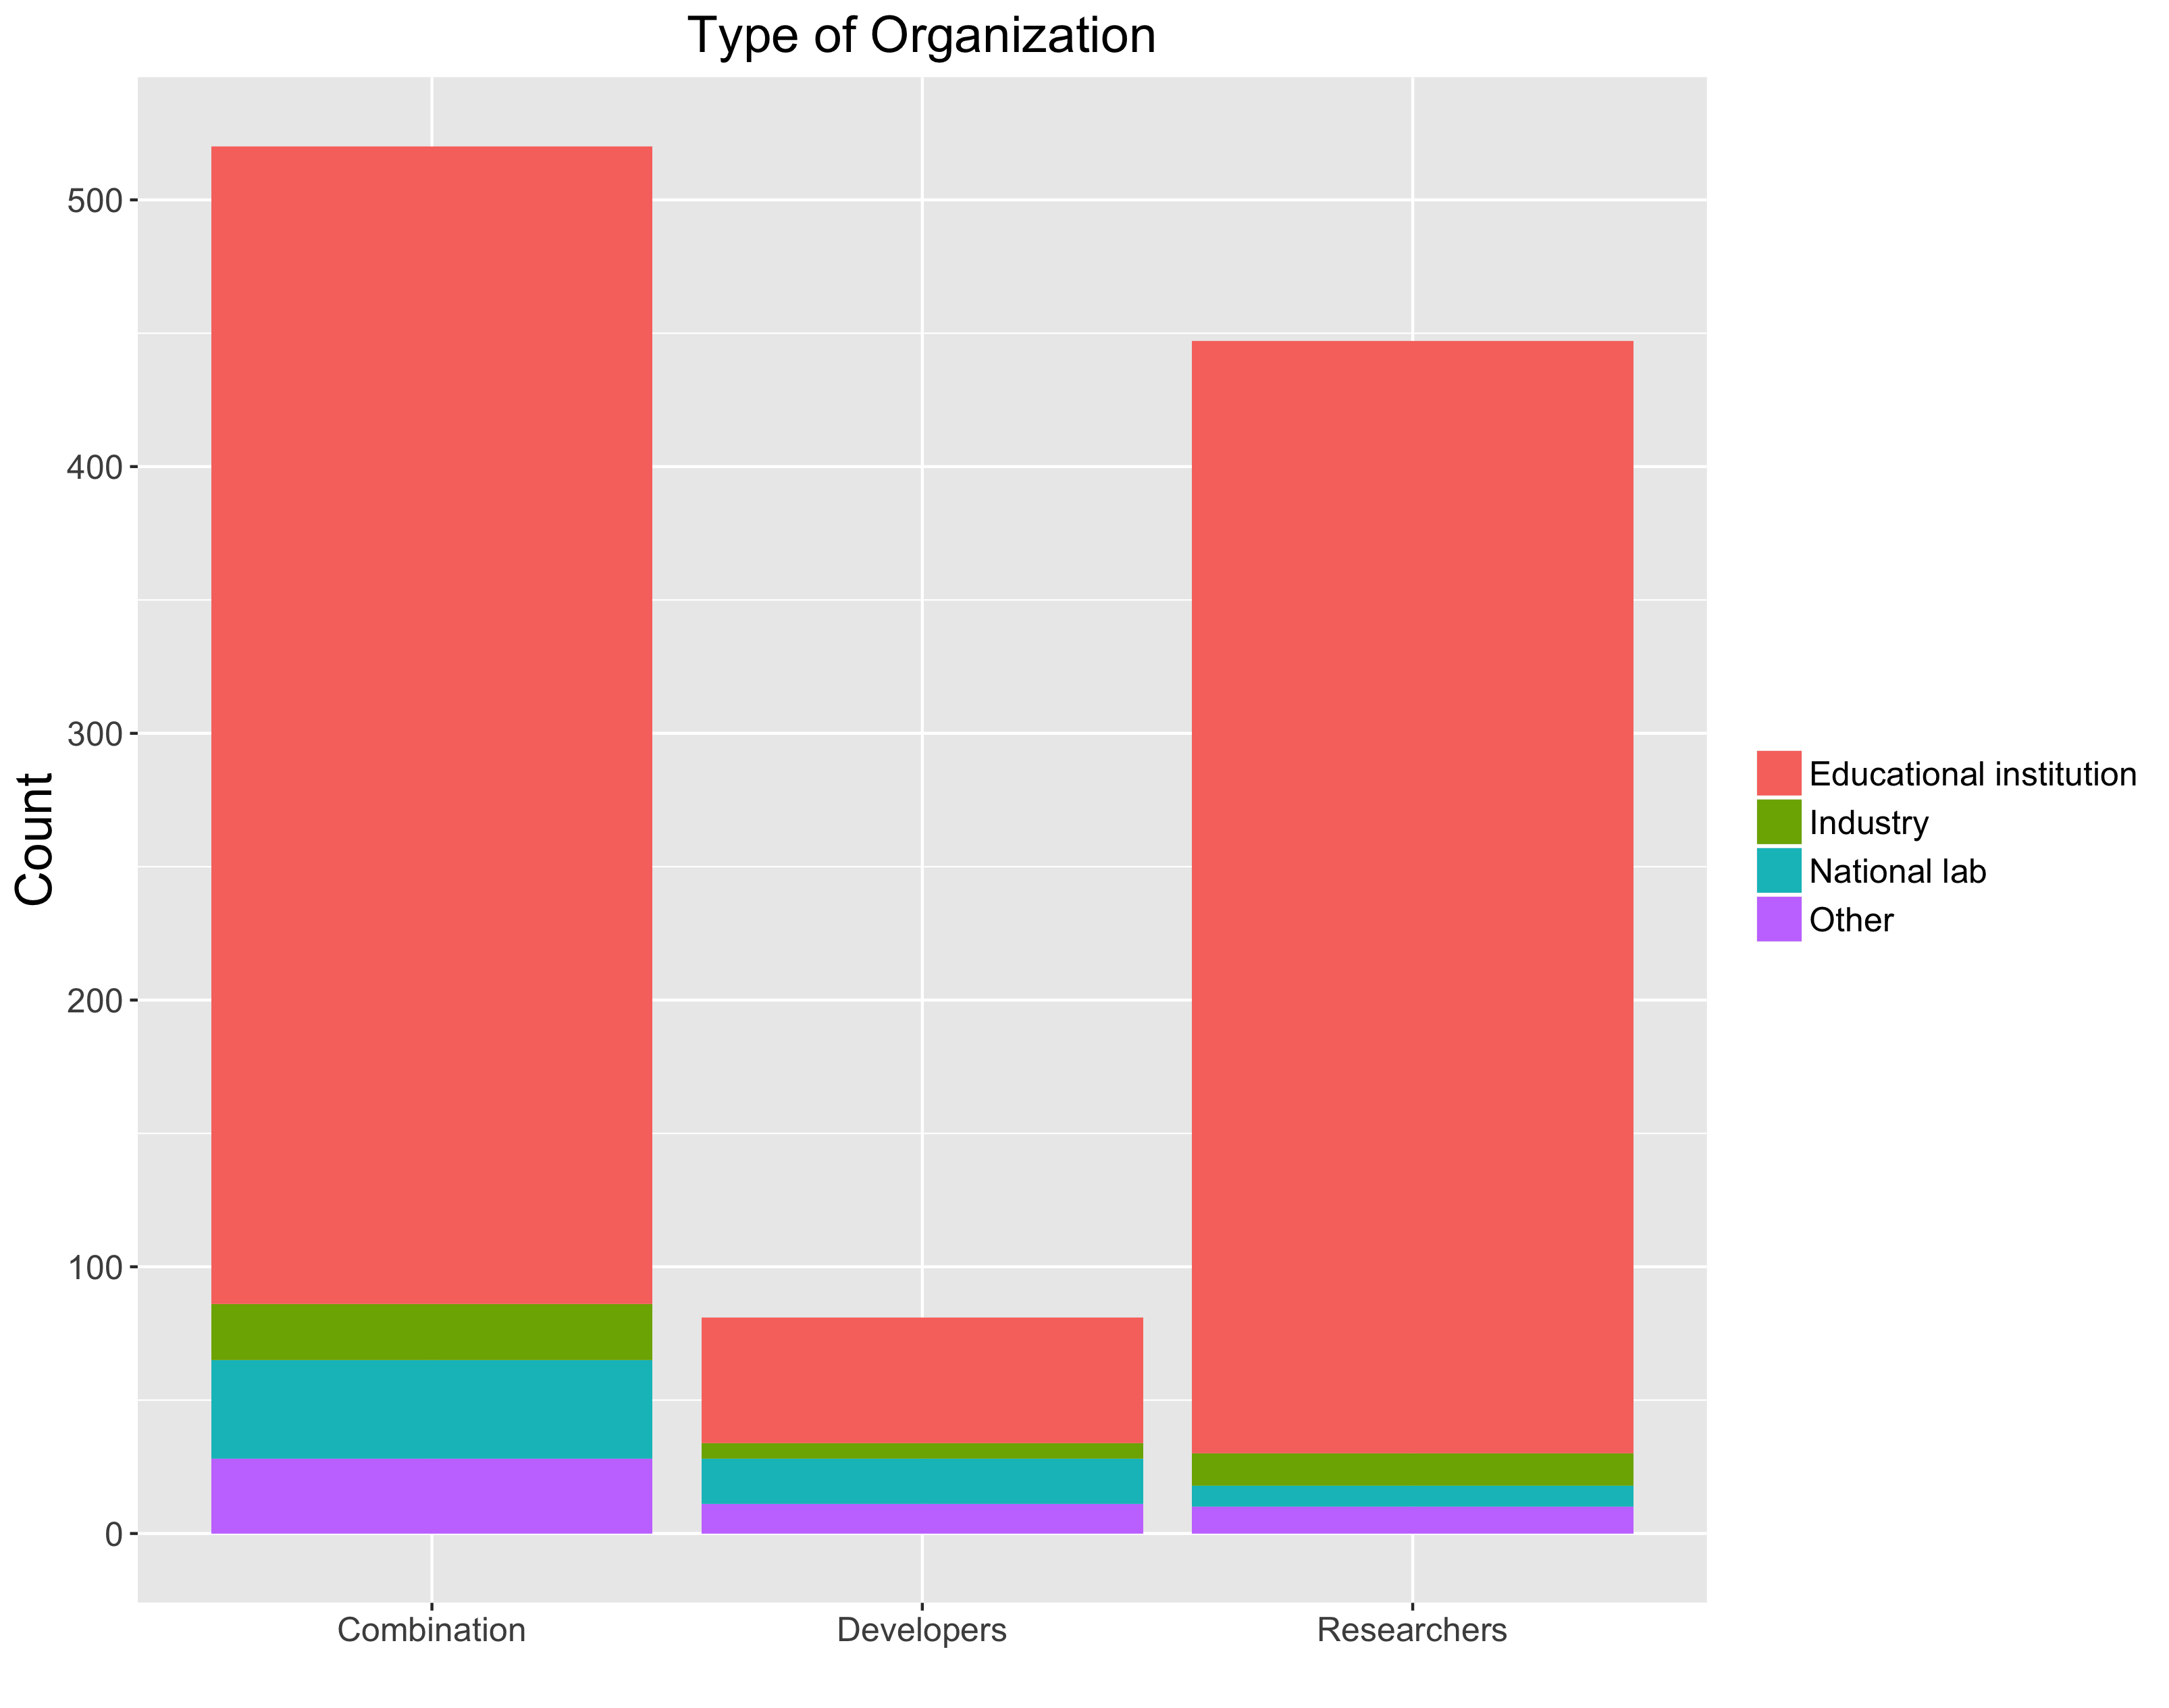 Type of Organization
Count
500
400
300
200
100
0
Combination
Developers
Researchers
Educational institution
Industry
National lab
Other